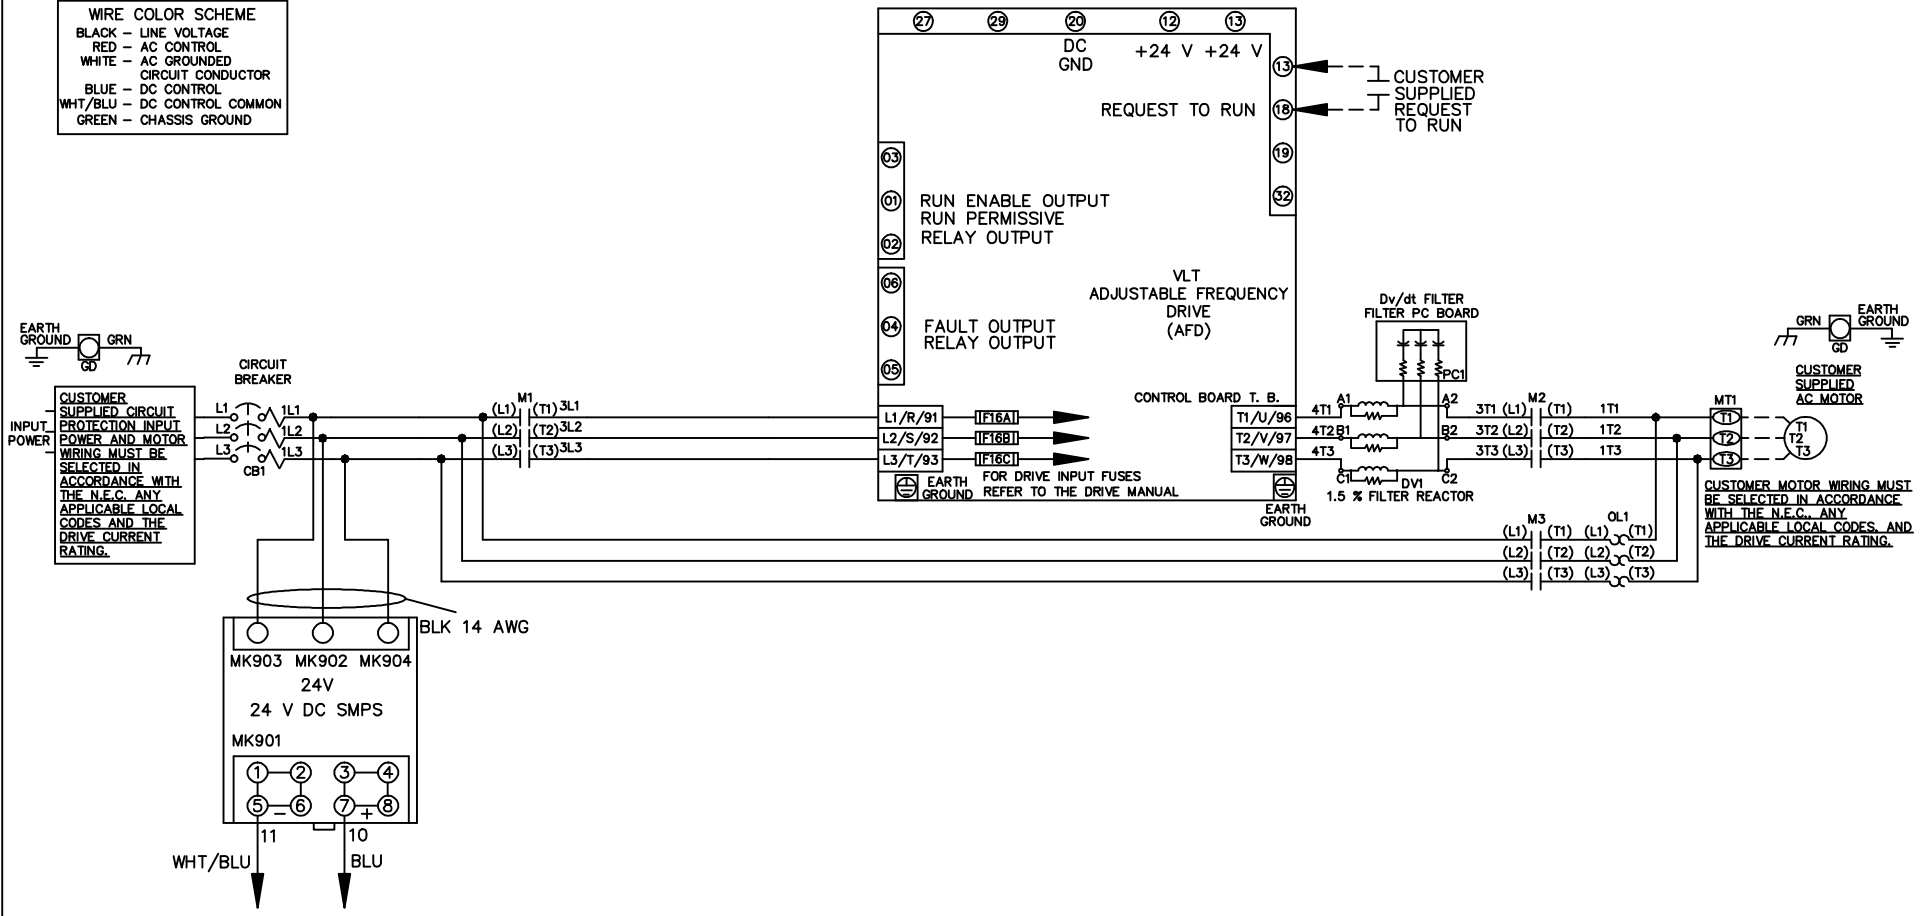 WIRE COLOR SCHEME
BLACK – LINE VOLTAGE
RED – AC CONTROL
WHITE – AC GROUNDED
CIRCUIT CONDUCTOR
BLUE – DC CONTROL
WHT/BLU – DC CONTROL COMMON
GREEN – CHASSIS GROUND
27 29 20 12 13
DC
GND
+24 V +24 V
13
REQUEST TO RUN 18
19
32
CUSTOMER
SUPPLIED
REQUEST
TO RUN
03
01
02
RUN ENABLE OUTPUT
RUN PERMISSIVE
RELAY OUTPUT
06
04
05
FAULT OUTPUT
RELAY OUTPUT
VLT
ADJUSTABLE FREQUENCY
DRIVE
(AFD)
CONTROL BOARD T. B.
L1/R/91 F16A
L2/S/92 F16B
L3/T/93 F16C
EARTH
GROUND
FOR DRIVE INPUT FUSES
REFER TO THE DRIVE MANUAL
T1/U/96
T2/V/97
T3/W/98
EARTH
GROUND
EARTH
GROUND
GD
GRN
INPUT
POWER
CUSTOMER
SUPPLIED CIRCUIT
PROTECTION INPUT
POWER AND MOTOR
WIRING MUST BE
SELECTED IN
ACCORDANCE WITH
THE N.E.C. ANY
APPLICABLE LOCAL
CODES AND THE
DRIVE CURRENT
RATING.
CIRCUIT
BREAKER
L1 1L1
L2 1L2
L3 1L3
CB1
M1
(L1) (T1) 3L1
(L2) (T2) 3L2
(L3) (T3) 3L3
Dv/dt FILTER
FILTER PC BOARD
PC1
4T1 A1 A2
4T2 B1 B2
4T3 C1 C2
DV1
1.5 % FILTER REACTOR
M2
3T1 (L1) (T1) 1T1
3T2 (L2) (T2) 1T2
3T3 (L3) (T3) 1T3
MT1
T1
T2
T3
T1
T2
T3
GRN
GD
EARTH
GROUND
CUSTOMER
SUPPLIED
AC MOTOR
CUSTOMER MOTOR WIRING MUST
BE SELECTED IN ACCORDANCE
WITH THE N.E.C., ANY
APPLICABLE LOCAL CODES, AND
THE DRIVE CURRENT RATING.
M3 OL1
(L1) (T1) (L1) (T1)
(L2) (T2) (L2) (T2)
(L3) (T3) (L3) (T3)
BLK 14 AWG
MK903 MK902 MK904
24V
24 V DC SMPS
MK901
1 2 3 4
5 – 6 7 + 8
11 10
WHT/BLU BLU